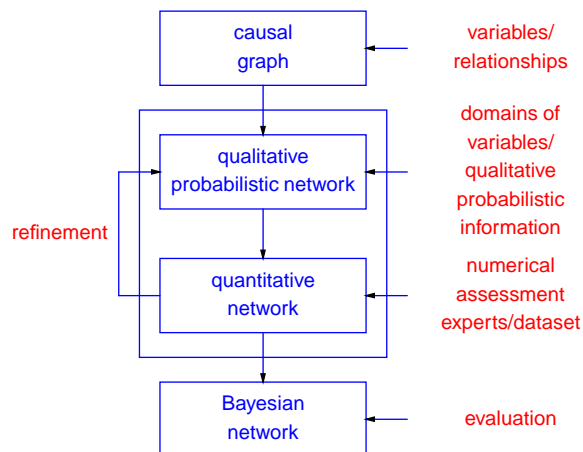 causal
graph
variables/
relationships
qualitative
probabilistic network
domains of
variables/
qualitative
probabilistic
information
refinement
quantitative
network
numerical
assessment
experts/dataset
Bayesian
network
evaluation